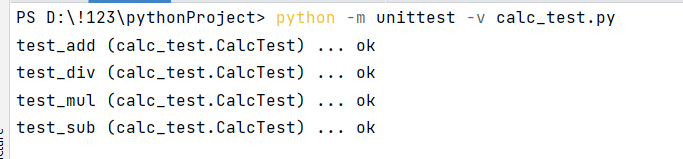 PS D:\!123\pythonProject> python -m unittest -v calc_test.py
test_add (calc_test.CalcTest) ... ok
test_div (calc_test.CalcTest) ... ok
test_mul (calc_test.CalcTest) ... ok
test_sub (calc_test.CalcTest) ... ok